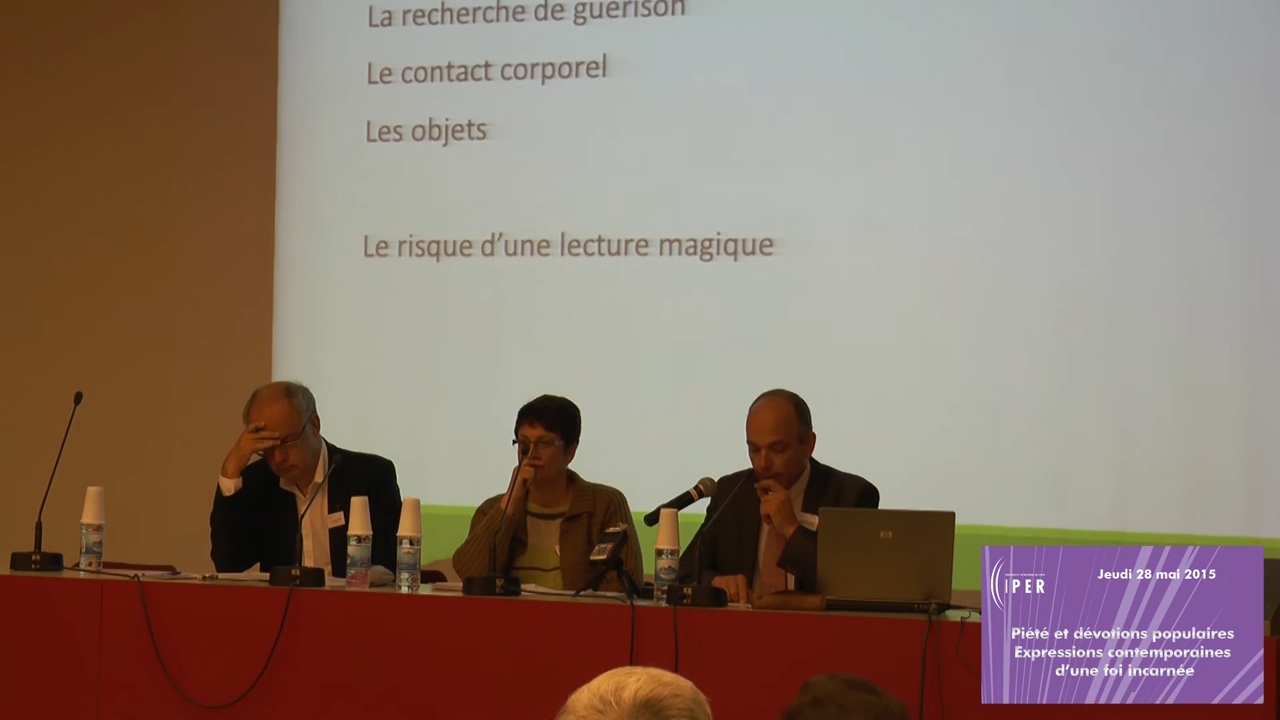 La recherche de guérison
Le contact corporel
Les objets
Le risque d'une lecture magique
Jeudi 28 mai 2015
IPER
Piété et dévotions populaires
Expressions contemporaines
d'une foi incarnée